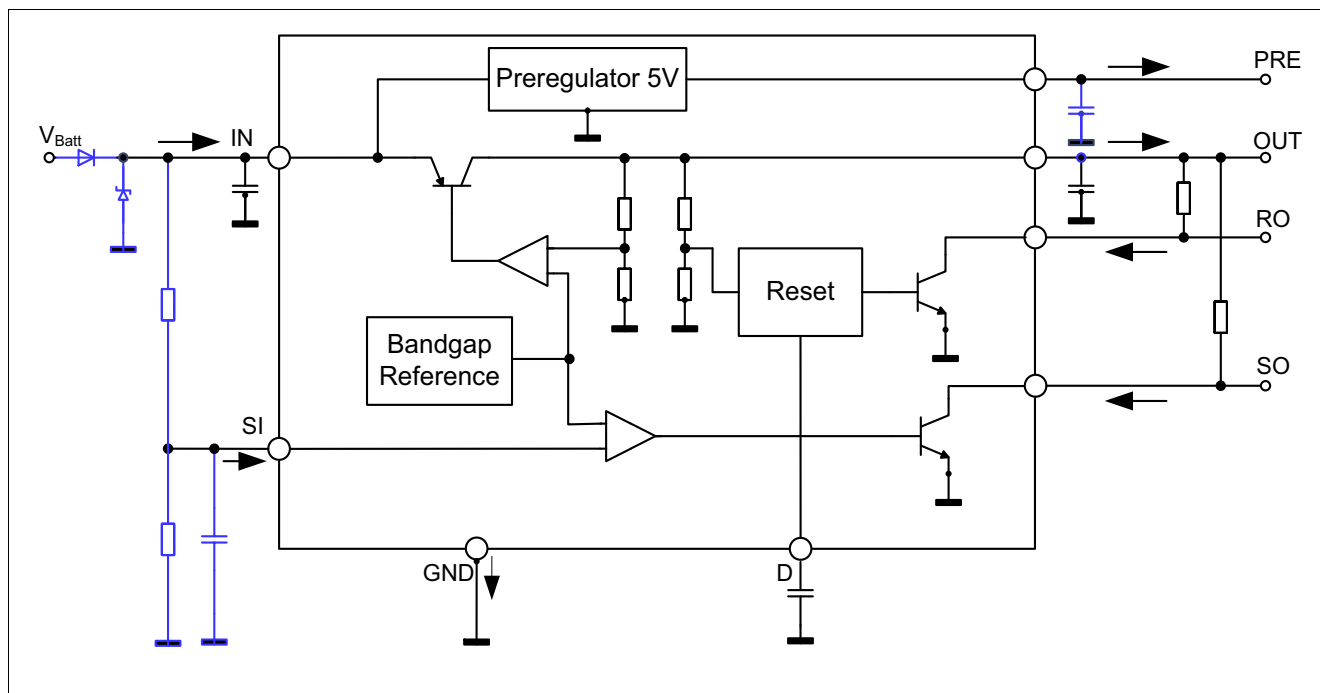 PRE
Preregulator 5V
V_Batt
IN
OUT
RO
Reset
Bandgap
Reference
SO
SI
GND
D